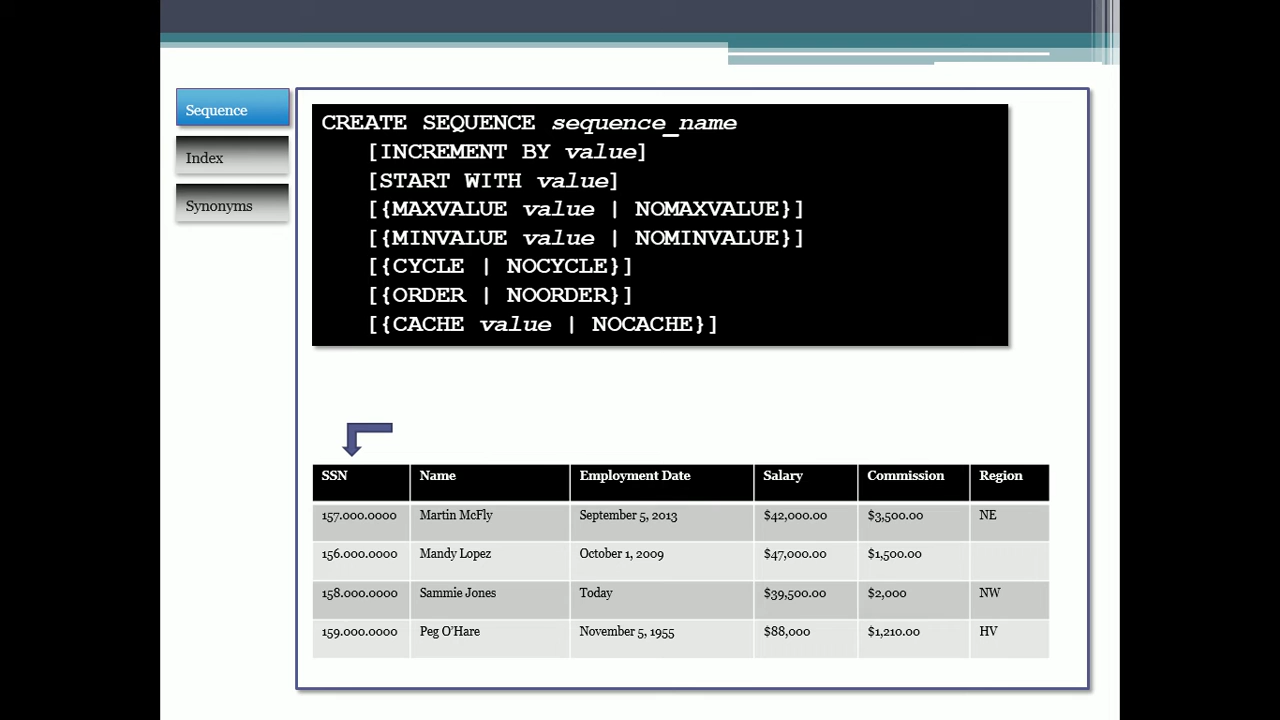 Sequence
Index
Synonyms
CREATE SEQUENCE sequence_name
[INCREMENT BY value]
[START WITH value]
[{MAXVALUE value | NOMAXVALUE}]
[{MINVALUE value | NOMINVALUE}]
[{CYCLE | NOCYCLE}]
[{ORDER | NOORDER}]
[{CACHE value | NOCACHE}]
SSN Name Employment Date Salary Commission Region
157.000.0000 Martin McFly September 5, 2013 $42,000.00 $3,500.00 NE
156.000.0000 Mandy Lopez October 1, 2009 $47,000.00 $1,500.00
158.000.0000 Sammie Jones Today $39,500.00 $2,000 NW
159.000.0000 Peg O'Hare November 5, 1955 $88,000 $1,210.00 HV